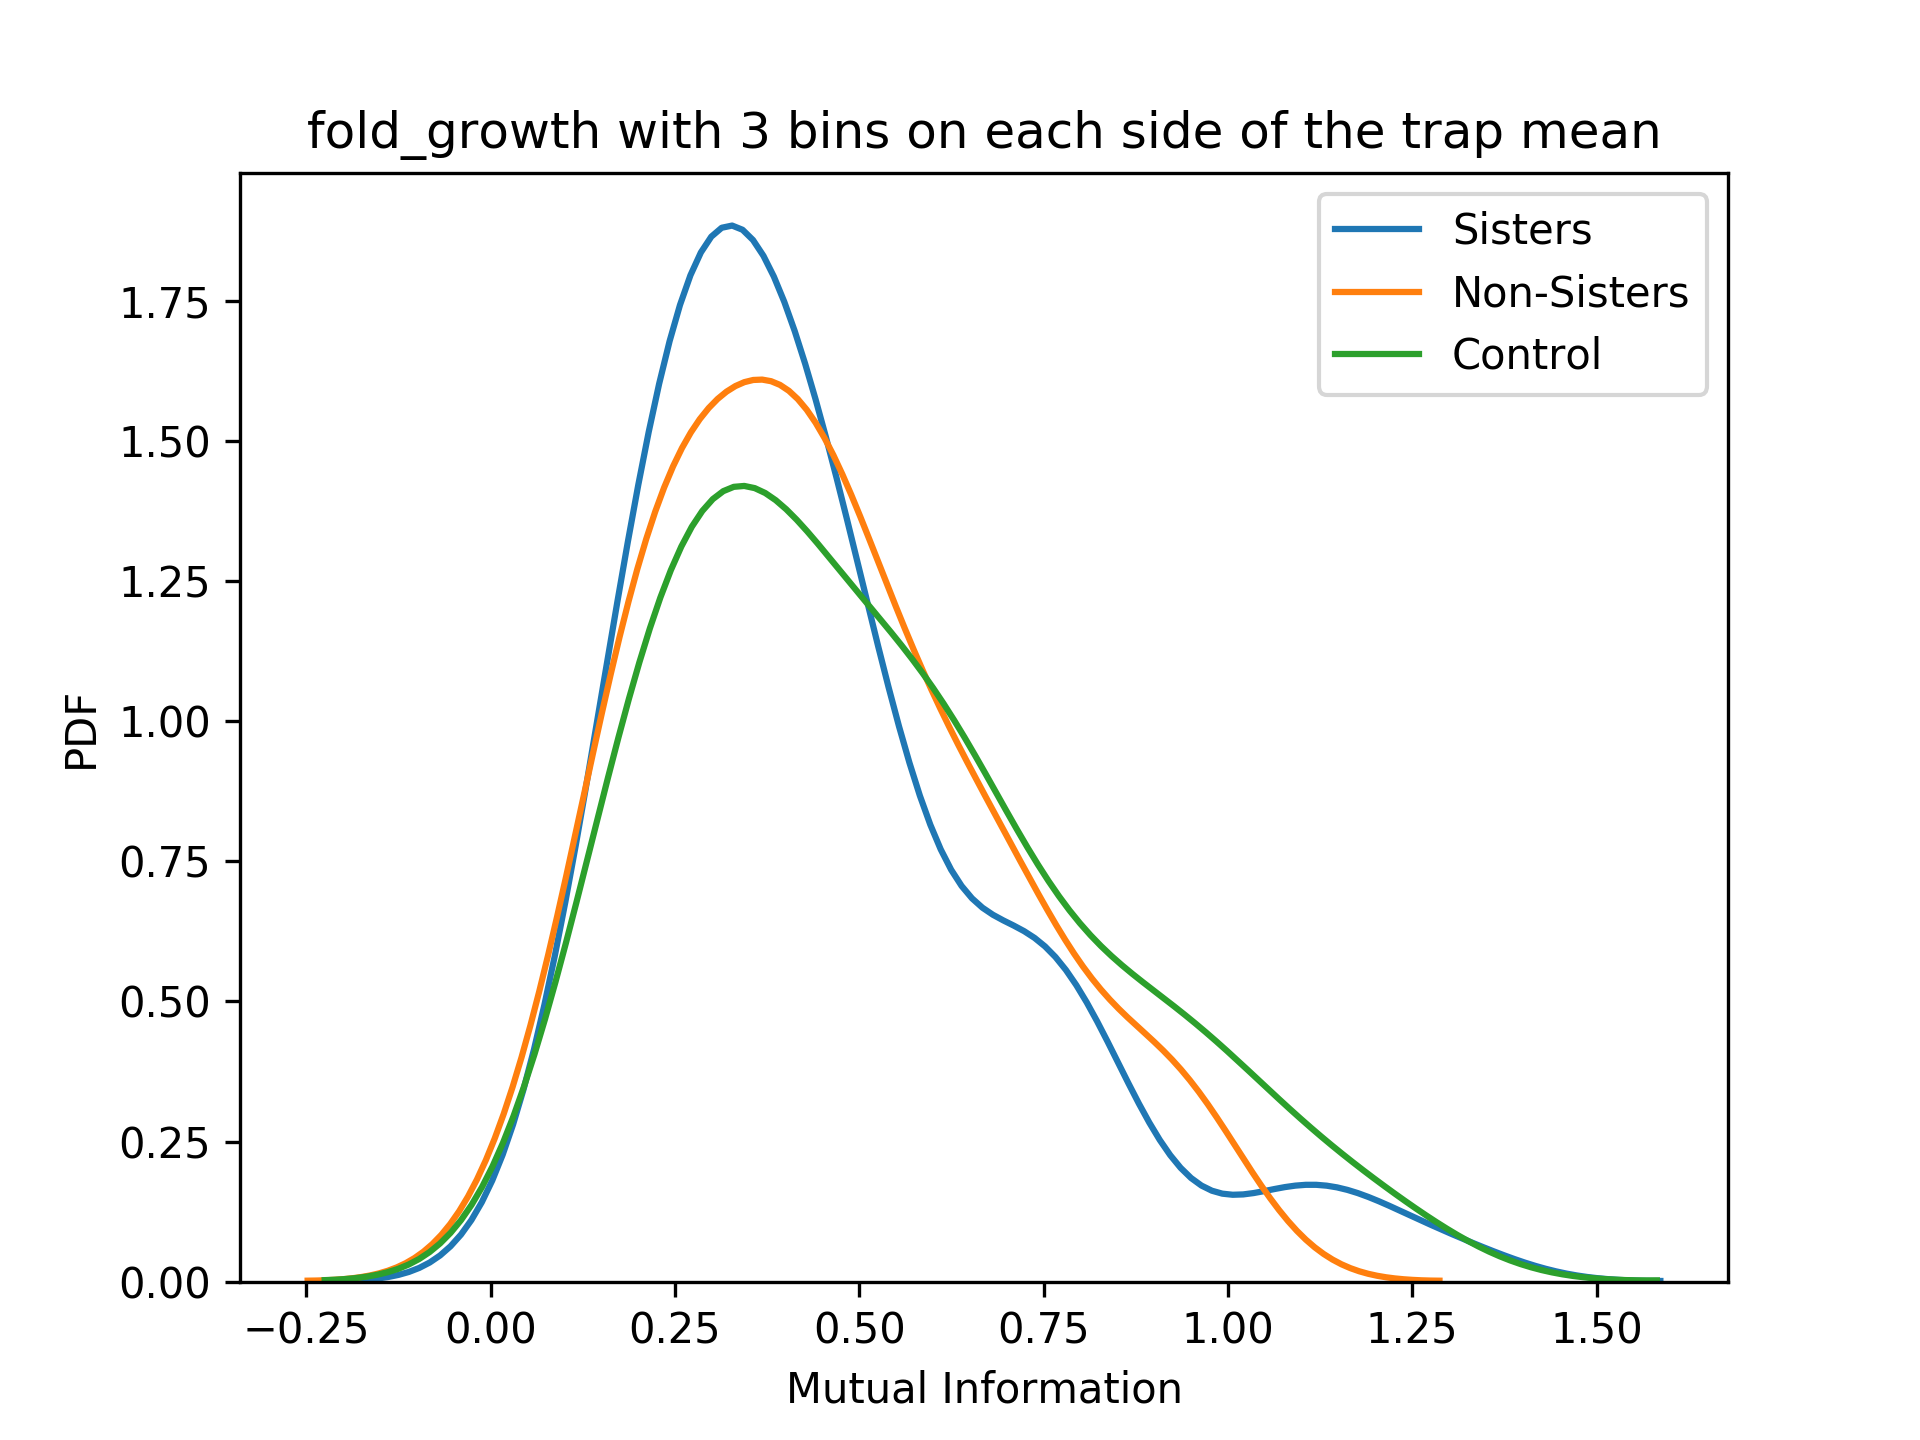 fold_growth with 3 bins on each side of the trap mean
Sisters
Non-Sisters
Control
PDF
1.75
1.50
1.25
1.00
0.75
0.50
0.25
0.00
−0.25 0.00 0.25 0.50 0.75 1.00 1.25 1.50
Mutual Information